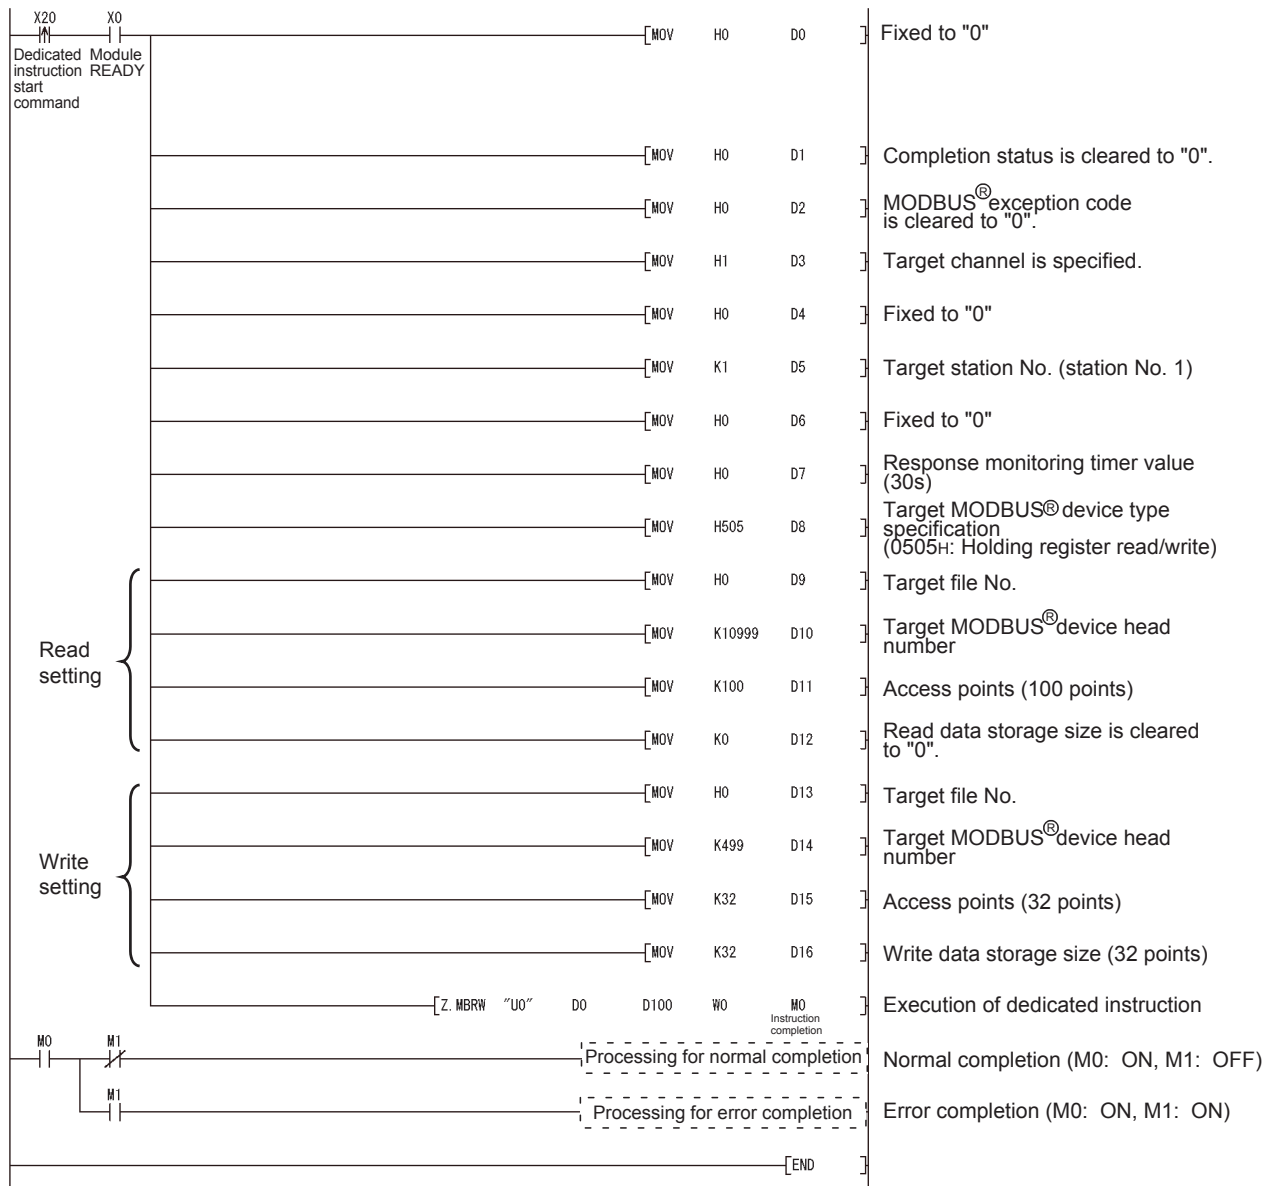 X20 X0
[MOV H0 D0 ] Fixed to "0"
Dedicated Module
instruction READY
start
command
[MOV H0 D1 ] Completion status is cleared to "0".
[MOV H0 D2 ] MODBUS® exception code
is cleared to "0".
[MOV H1 D3 ] Target channel is specified.
[MOV H0 D4 ] Fixed to "0"
[MOV K1 D5 ] Target station No. (station No. 1)
[MOV H0 D6 ] Fixed to "0"
[MOV H0 D7 ] Response monitoring timer value
(30s)
[MOV H505 D8 ] Target MODBUS® device type
specification
(0505H: Holding register read/write)
Read
setting
[MOV H0 D9 ] Target file No.
[MOV K10999 D10 ] Target MODBUS® device head
number
[MOV K100 D11 ] Access points (100 points)
[MOV K0 D12 ] Read data storage size is cleared
to "0".
Write
setting
[MOV H0 D13 ] Target file No.
[MOV K499 D14 ] Target MODBUS® device head
number
[MOV K32 D15 ] Access points (32 points)
[MOV K32 D16 ] Write data storage size (32 points)
[Z.MBRW "U0" D0 D100 W0 M0 ] Execution of dedicated instruction
Instruction
completion
M0 M1
Processing for normal completion Normal completion (M0: ON, M1: OFF)
M1
Processing for error completion Error completion (M0: ON, M1: ON)
[END ]